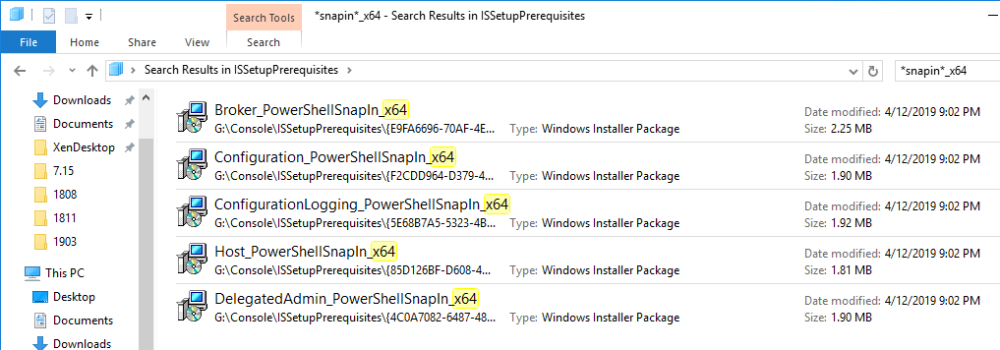 Search Tools
*snapin*_x64 - Search Results in ISSetupPrerequisites
File
Home
Share
View
Search
Search Results in ISSetupPrerequisites
*snapin*_x64
Downloads
Documents
XenDesktop
7.15
1808
1811
1903
This PC
Desktop
Documents
Downloads
Broker_PowerShellSnapIn_x64
G:\Console\ISSetupPrerequisites\{E9FA6696-70AF-4E...
Type: Windows Installer Package
Date modified: 4/12/2019 9:02 PM
Size: 2.25 MB
Configuration_PowerShellSnapIn_x64
G:\Console\ISSetupPrerequisites\{F2CDD964-D379-4...
Type: Windows Installer Package
Date modified: 4/12/2019 9:02 PM
Size: 1.90 MB
ConfigurationLogging_PowerShellSnapIn_x64
G:\Console\ISSetupPrerequisites\{5E68B7A5-5323-4B...
Type: Windows Installer Package
Date modified: 4/12/2019 9:02 PM
Size: 1.92 MB
Host_PowerShellSnapIn_x64
G:\Console\ISSetupPrerequisites\{85D126BF-D608-4...
Type: Windows Installer Package
Date modified: 4/12/2019 9:02 PM
Size: 1.81 MB
DelegatedAdmin_PowerShellSnapIn_x64
G:\Console\ISSetupPrerequisites\{4C0A7082-6487-48...
Type: Windows Installer Package
Date modified: 4/12/2019 9:02 PM
Size: 1.90 MB